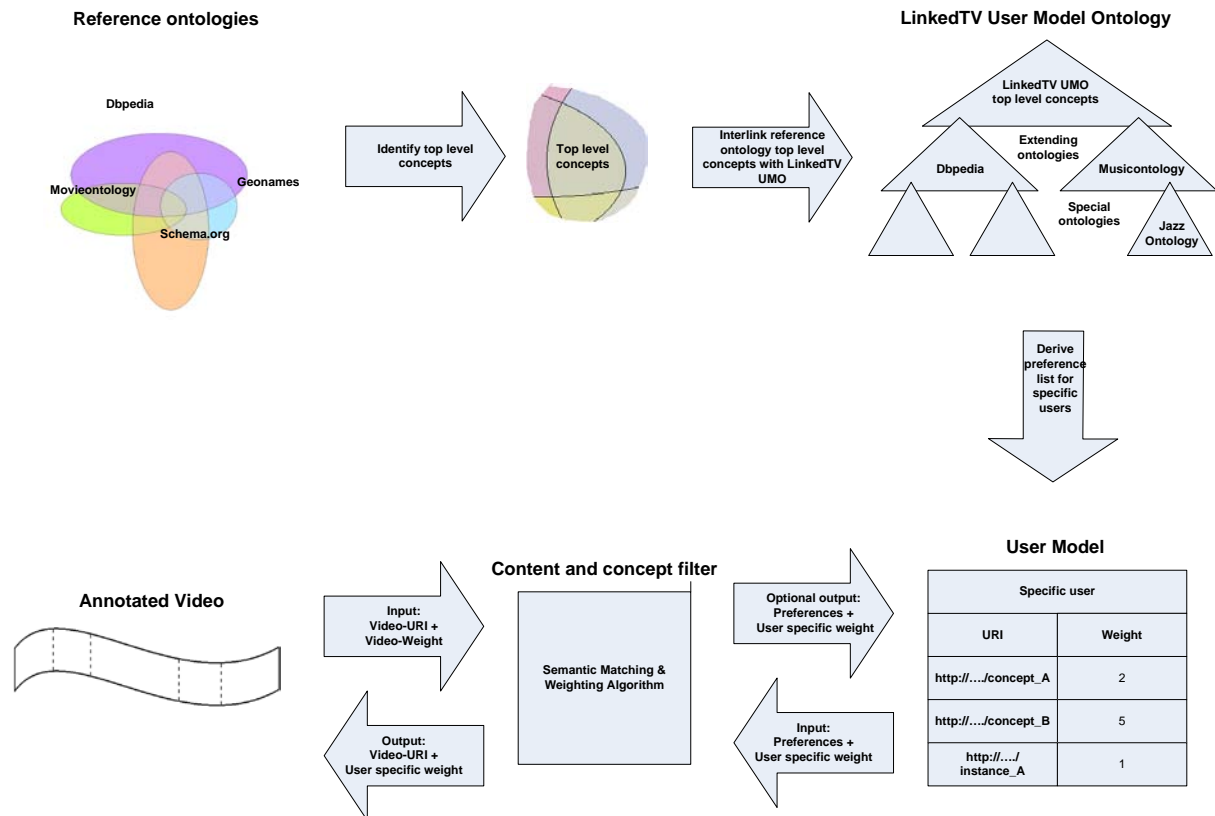 Reference ontologies
LinkedTV User Model Ontology
Dbpedia
Movieontology
Geonames
Schema.org
Identify top level
concepts
Top level
concepts
Interlink reference
ontology top level
concepts with LinkedTV
UMO
LinkedTV UMO
top level concepts
Extending
ontologies
Dbpedia
Musicontology
Special
ontologies
Jazz
Ontology
Derive
preference
list for
specific
users
Annotated Video
Input:
Video-URI +
Video-Weight
Output:
Video-URI +
User specific weight
Content and concept filter
Semantic Matching &
Weighting Algorithm
Optional output:
Preferences +
User specific weight
Input:
Preferences +
User specific weight
User Model
Specific user
URI Weight
http://…./concept_A 2
http://…./concept_B 5
http://…./
instance_A 1